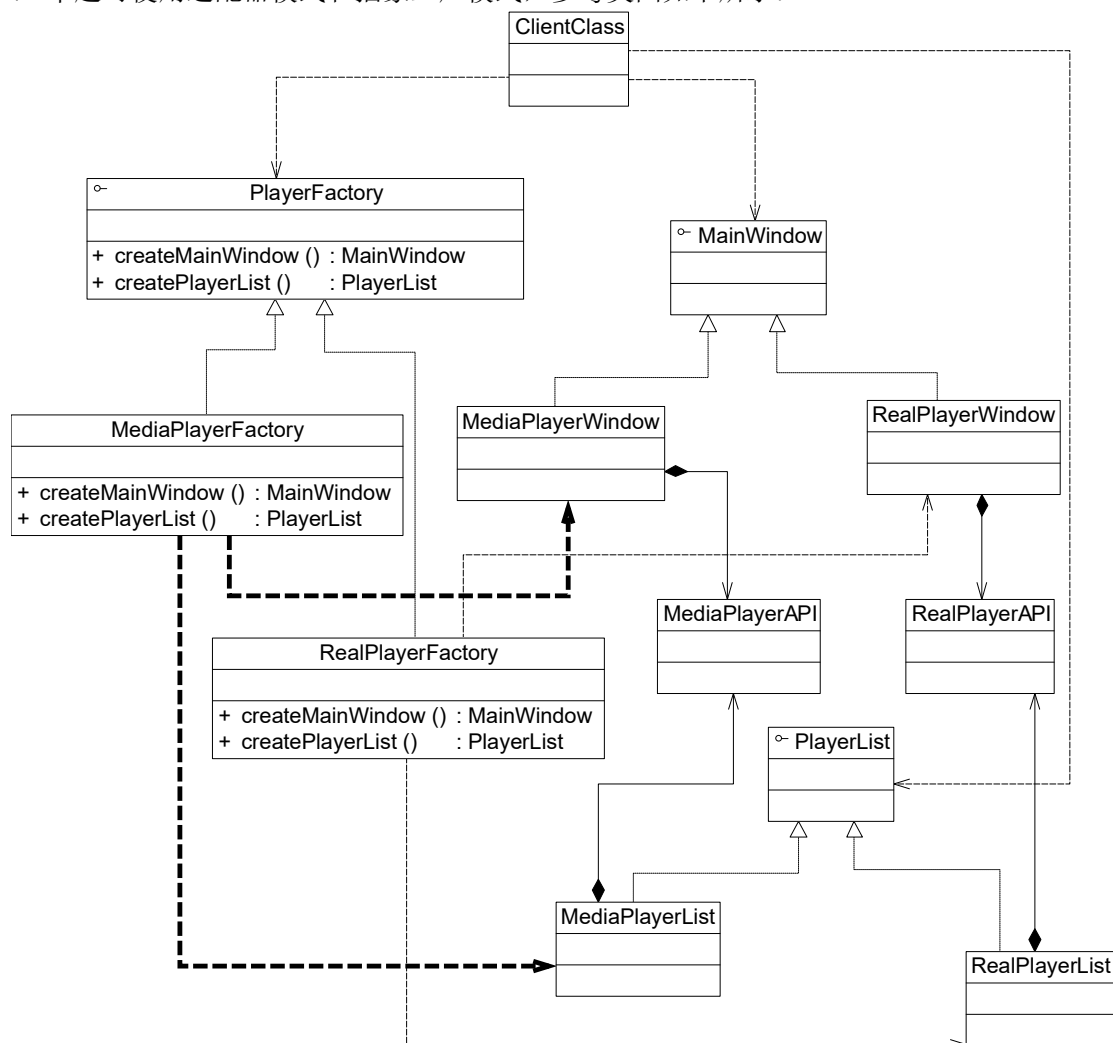 ClientClass
PlayerFactory
+ createMainWindow () : MainWindow
+ createPlayerList () : PlayerList
MainWindow
MediaPlayerFactory
+ createMainWindow () : MainWindow
+ createPlayerList () : PlayerList
MediaPlayerWindow
RealPlayerWindow
MediaPlayerAPI
RealPlayerAPI
RealPlayerFactory
+ createMainWindow () : MainWindow
+ createPlayerList () : PlayerList
PlayerList
MediaPlayerList
RealPlayerList